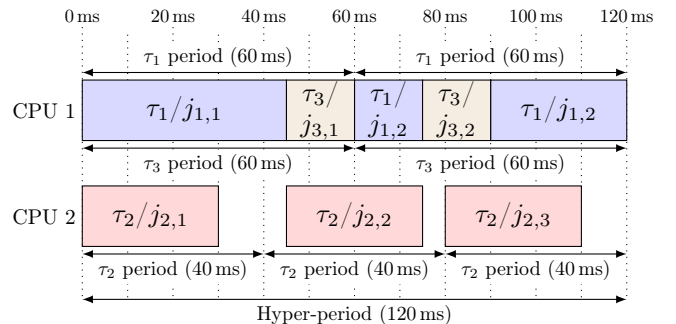 0 ms 20 ms 40 ms 60 ms 80 ms 100 ms 120 ms
τ₁ period (60 ms) τ₁ period (60 ms)
CPU 1
τ₁/j₁,₁
τ₃/
j₃,₁
τ₁/
j₁,₂
τ₃/
j₃,₂
τ₁/j₁,₂
τ₃ period (60 ms) τ₃ period (60 ms)
CPU 2 τ₂/j₂,₁ τ₂/j₂,₂ τ₂/j₂,₃
τ₂ period (40 ms) τ₂ period (40 ms) τ₂ period (40 ms)
Hyper-period (120 ms)